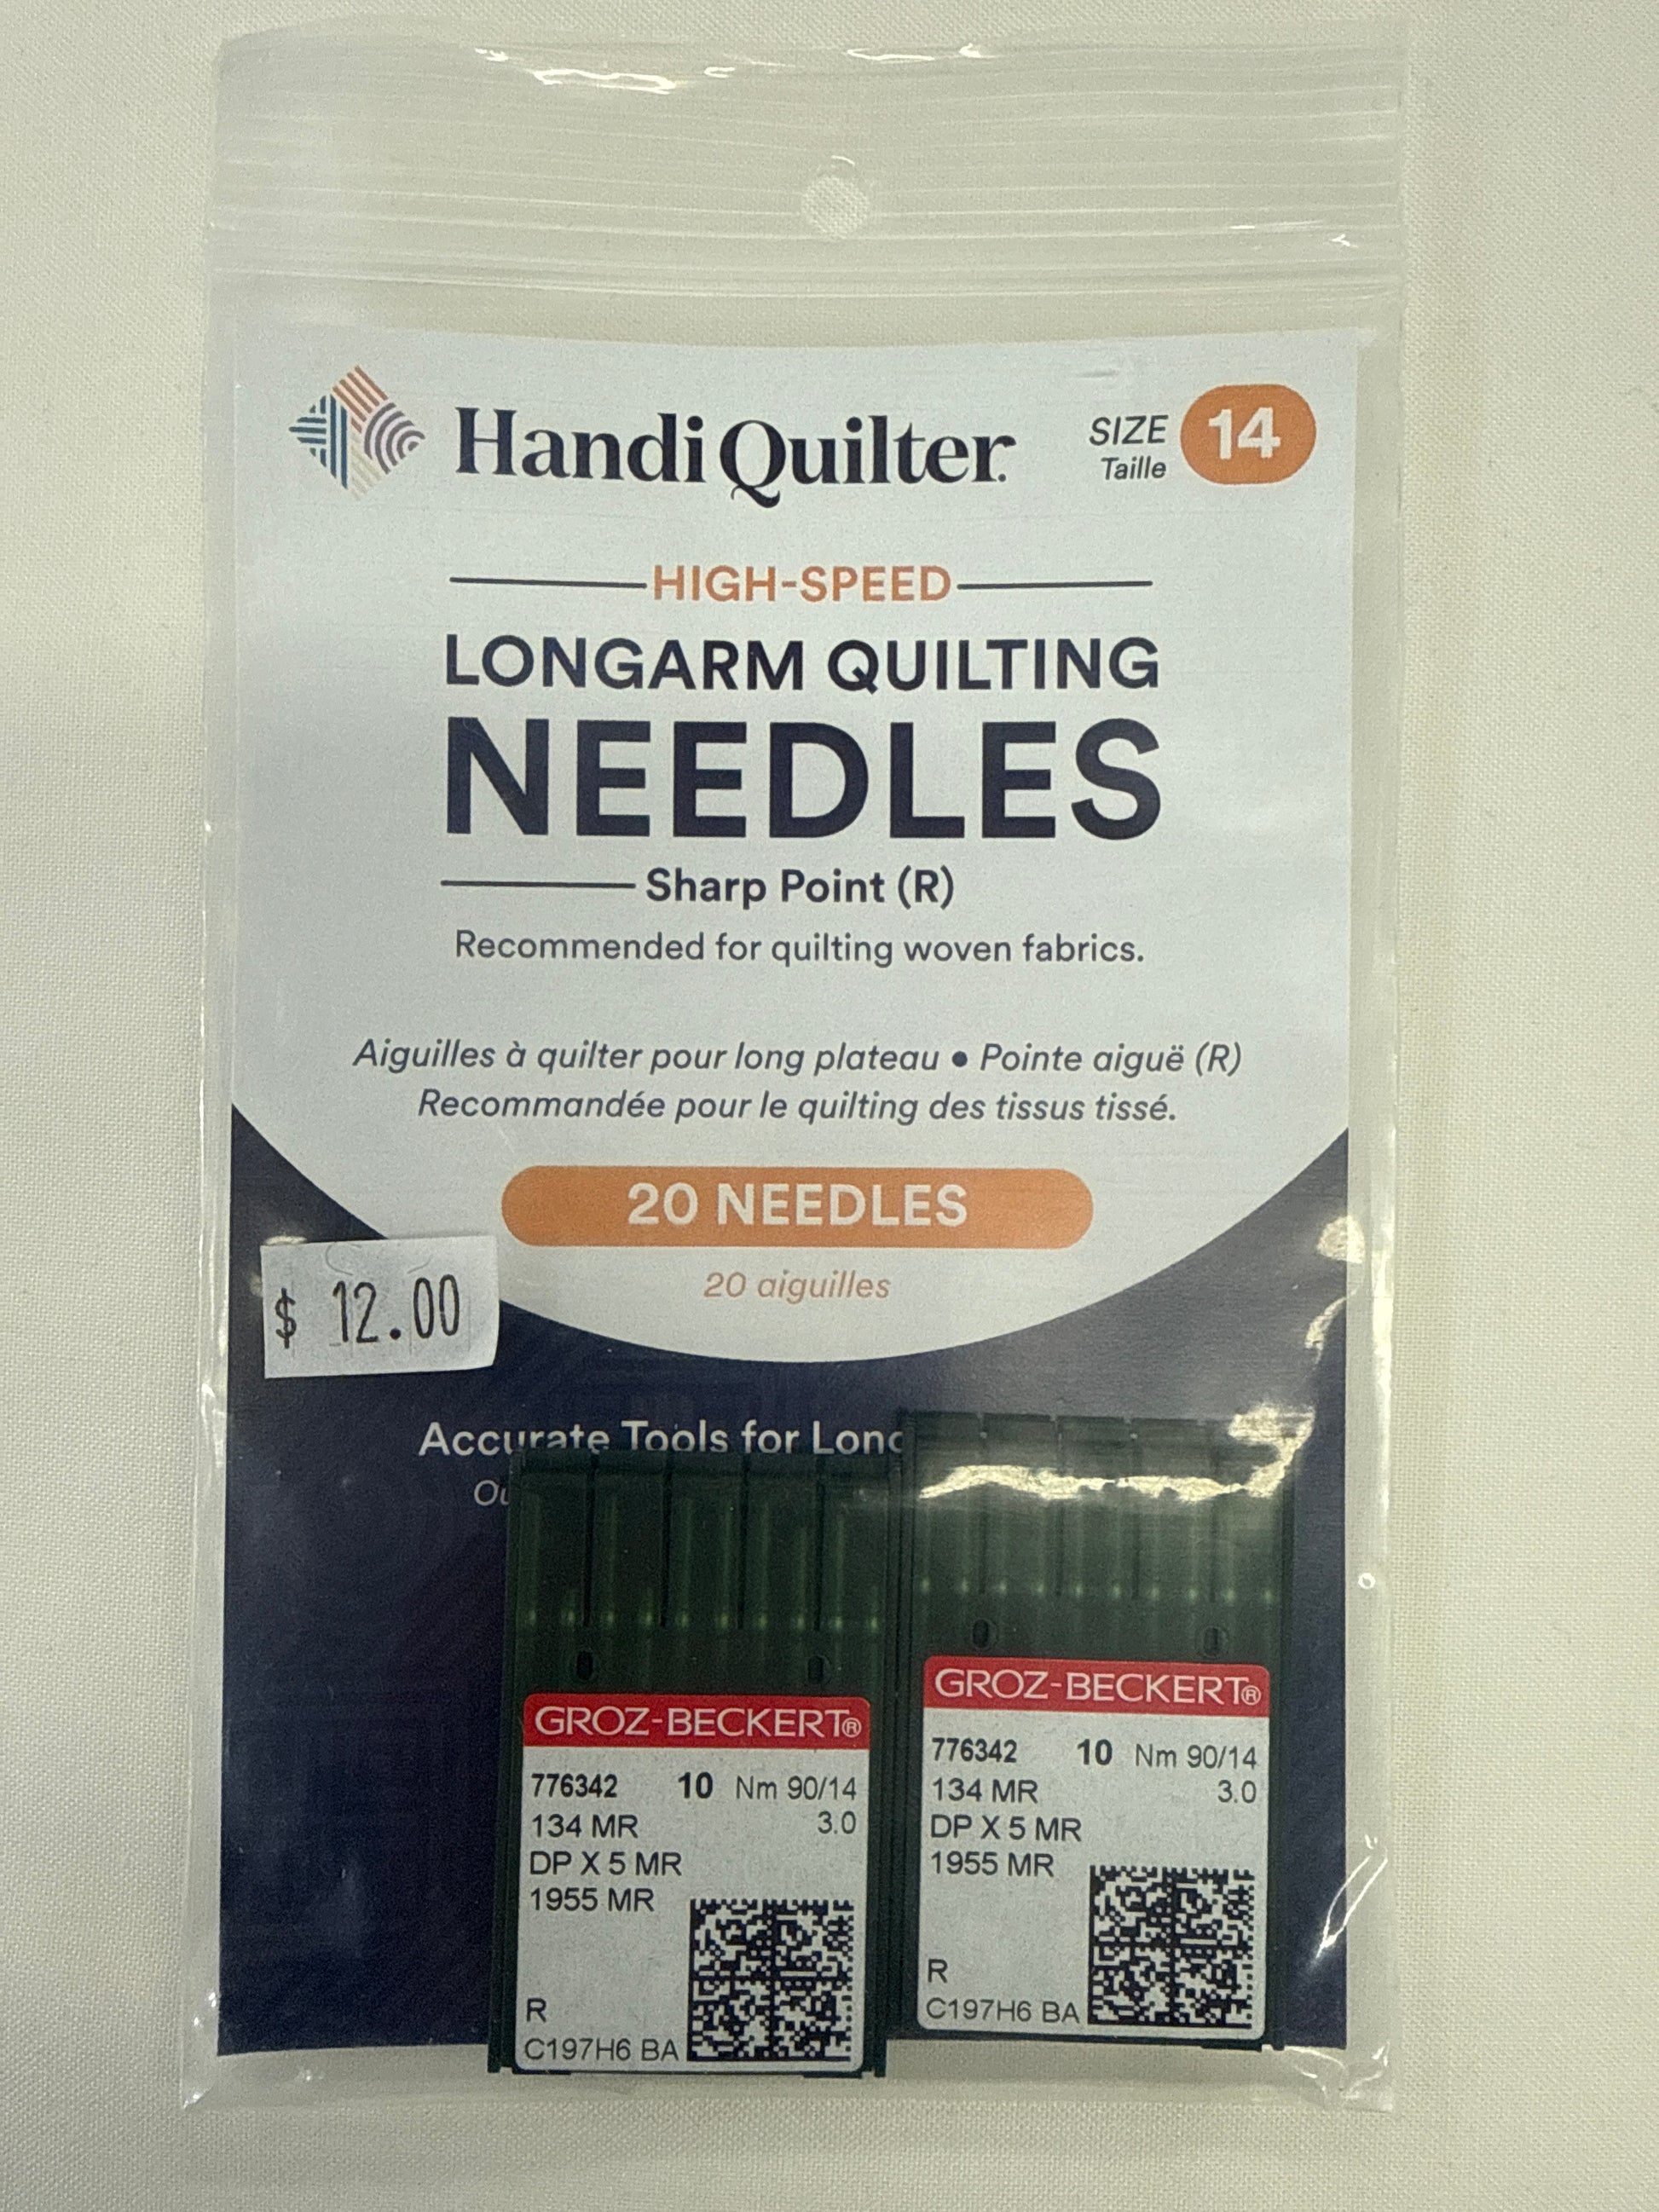 Handi Quilter
SIZE
Taille
14
HIGH-SPEED
LONGARM QUILTING
NEEDLES
Sharp Point (R)
Recommended for quilting woven fabrics.
Aiguilles à quilter pour long plateau • Pointe aiguë (R)
Recommandée pour le quilting des tissus tissé.
20 NEEDLES
20 aiguilles
$ 12.00
Accurate Tools for
GROZ-BECKERT®
776342 10 Nm 90/14
134 MR 3.0
DP X 5 MR
1955 MR
R
C197H6 BA
GROZ-BECKERT®
776342 10 Nm 90/14
134 MR 3.0
DP X 5 MR
1955 MR
R
C197H6 BA